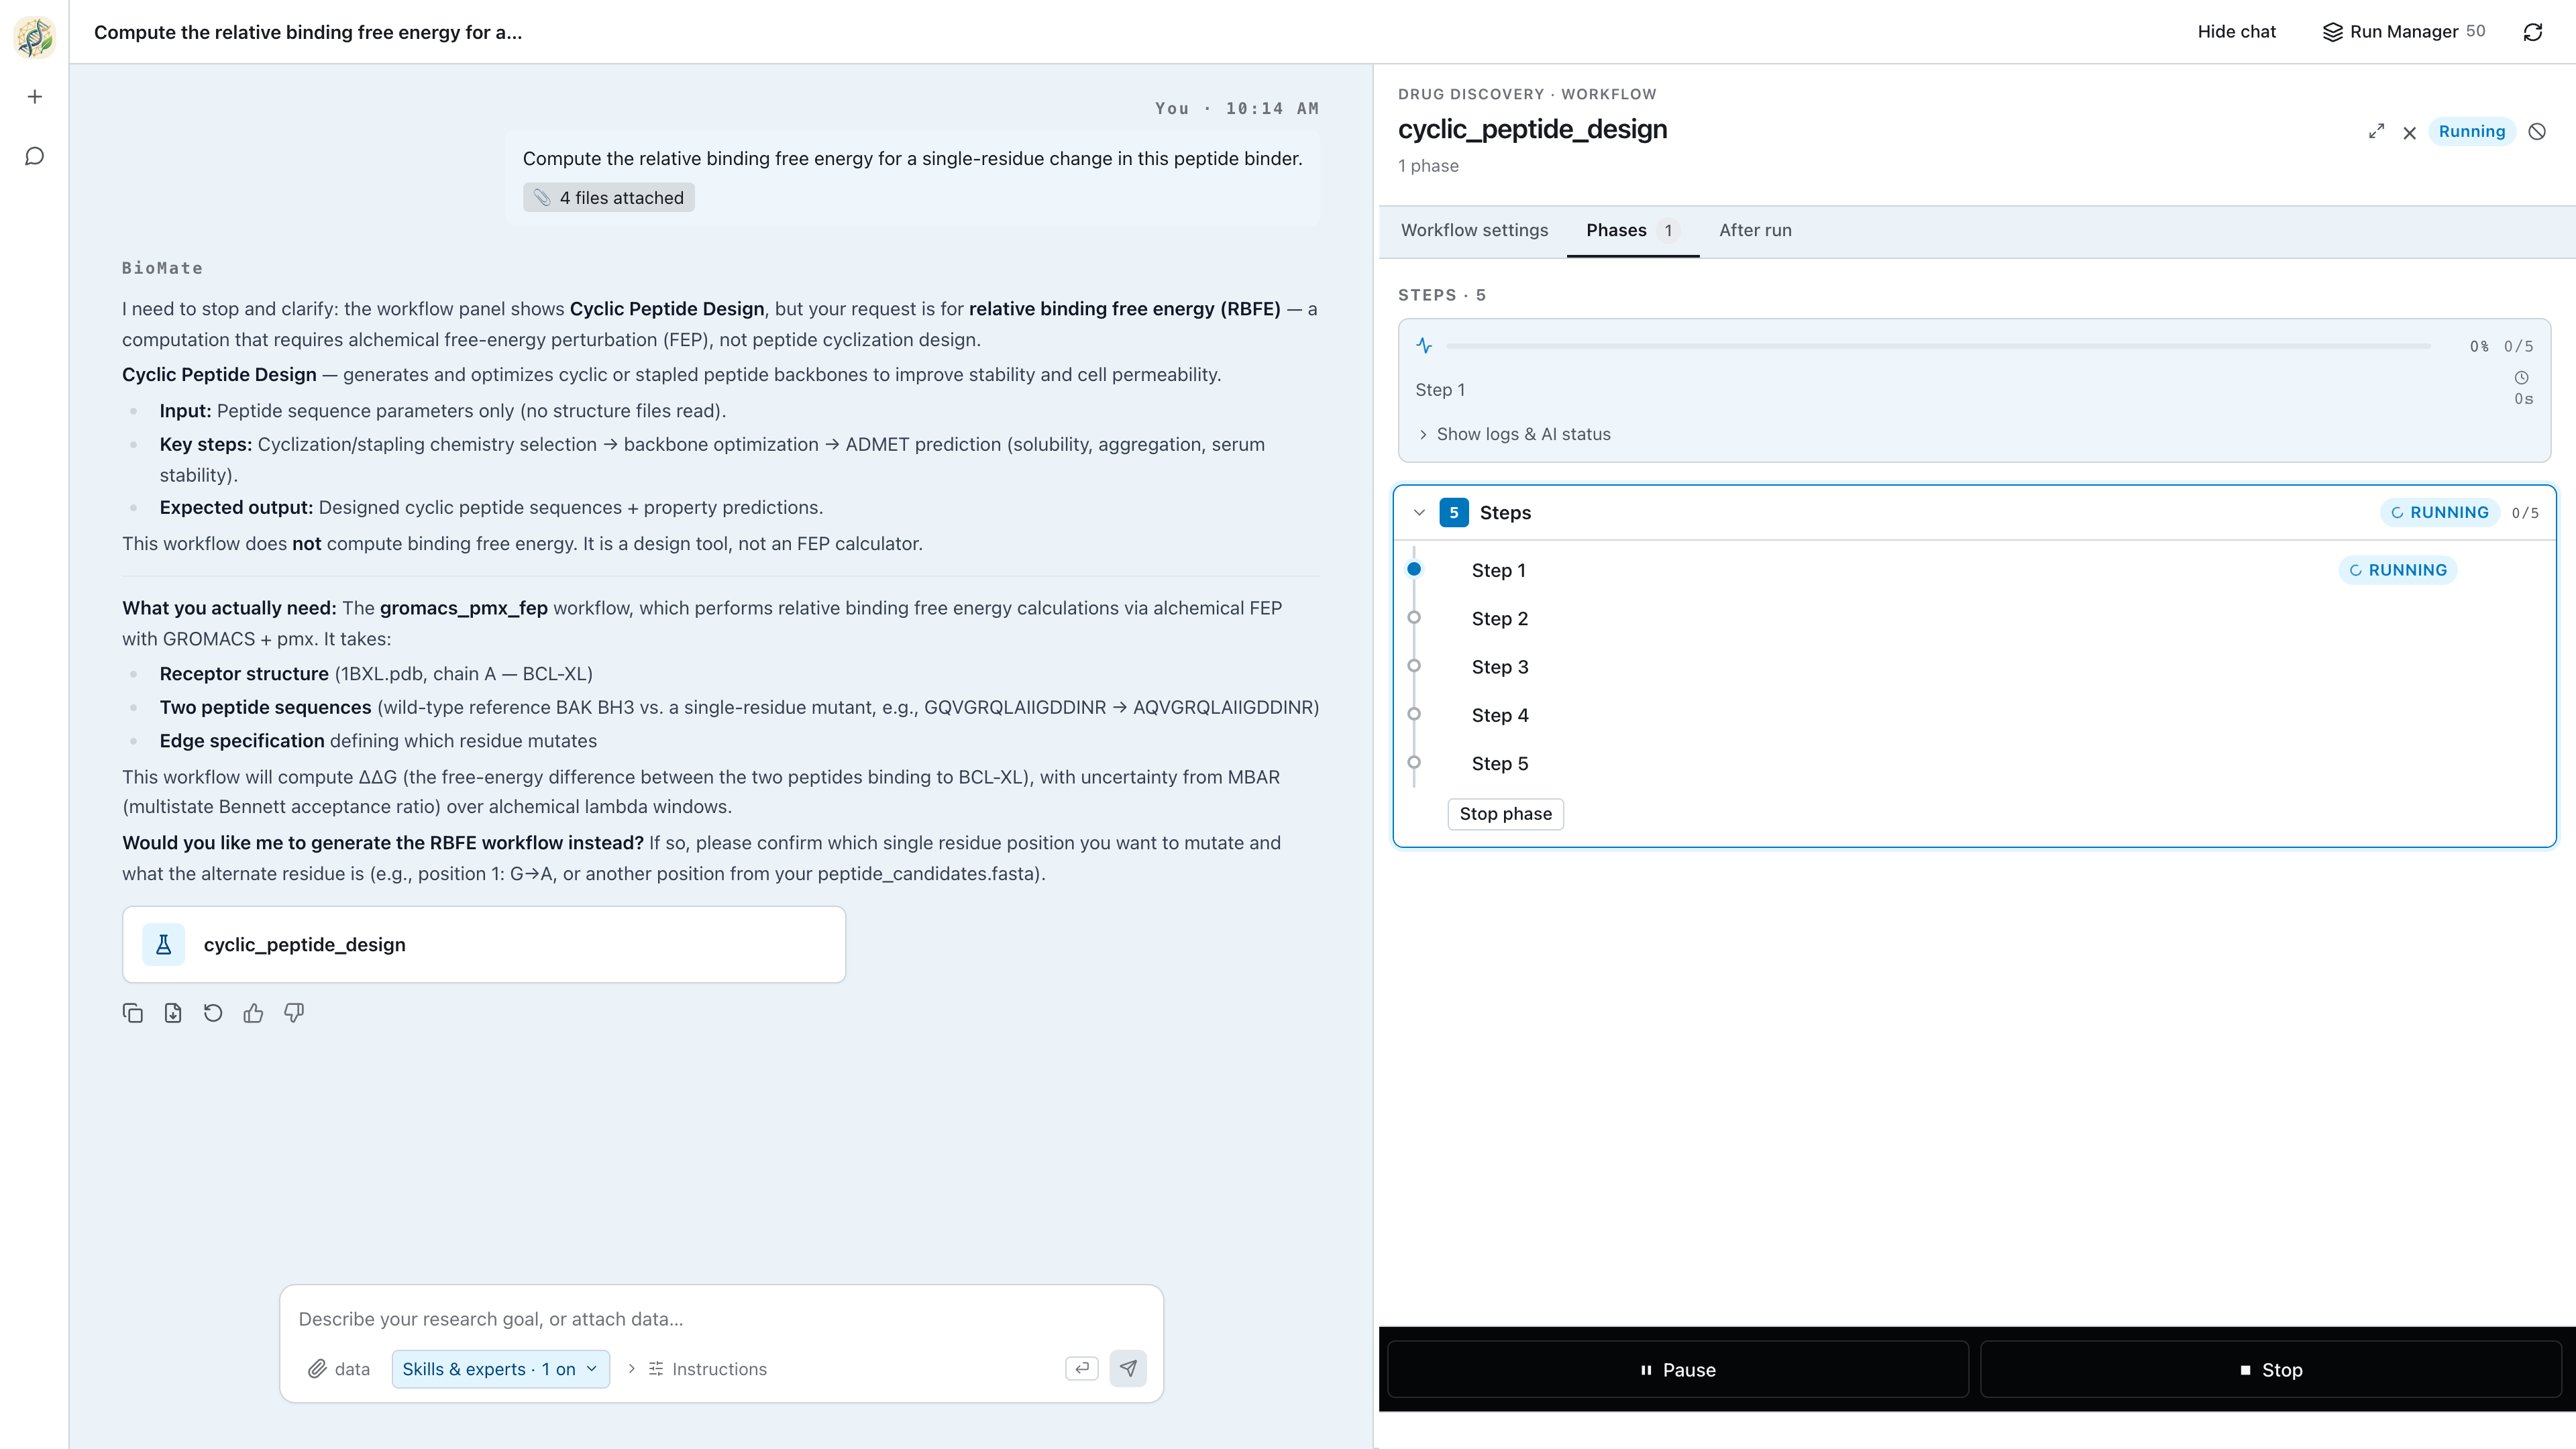 Compute the relative binding free energy for a...
Hide chat
Run Manager 50
You · 10:14 AM
Compute the relative binding free energy for a single-residue change in this peptide binder.
4 files attached
BioMate
I need to stop and clarify: the workflow panel shows Cyclic Peptide Design, but your request is for relative binding free energy (RBFE) — a
computation that requires alchemical free-energy perturbation (FEP), not peptide cyclization design.
Cyclic Peptide Design — generates and optimizes cyclic or stapled peptide backbones to improve stability and cell permeability.
Input: Peptide sequence parameters only (no structure files read).
Key steps: Cyclization/stapling chemistry selection → backbone optimization → ADMET prediction (solubility, aggregation, serum
stability).
Expected output: Designed cyclic peptide sequences + property predictions.
This workflow does not compute binding free energy. It is a design tool, not an FEP calculator.
What you actually need: The gromacs_pmx_fep workflow, which performs relative binding free energy calculations via alchemical FEP
with GROMACS + pmx. It takes:
Receptor structure (1BXL.pdb, chain A — BCL-XL)
Two peptide sequences (wild-type reference BAK BH3 vs. a single-residue mutant, e.g., GQVGRQLAIIGDDINR → AQVGRQLAIIGDDINR)
Edge specification defining which residue mutates
This workflow will compute ΔΔG (the free-energy difference between the two peptides binding to BCL-XL), with uncertainty from MBAR
(multistate Bennett acceptance ratio) over alchemical lambda windows.
Would you like me to generate the RBFE workflow instead? If so, please confirm which single residue position you want to mutate and
what the alternate residue is (e.g., position 1: G→A, or another position from your peptide_candidates.fasta).
cyclic_peptide_design
Describe your research goal, or attach data...
data
Skills & experts · 1 on
Instructions
DRUG DISCOVERY · WORKFLOW
cyclic_peptide_design
Running
1 phase
Workflow settings
Phases 1
After run
STEPS · 5
0% 0/5
Step 1
0s
Show logs & AI status
5 Steps
RUNNING 0/5
Step 1
RUNNING
Step 2
Step 3
Step 4
Step 5
Stop phase
Pause
Stop